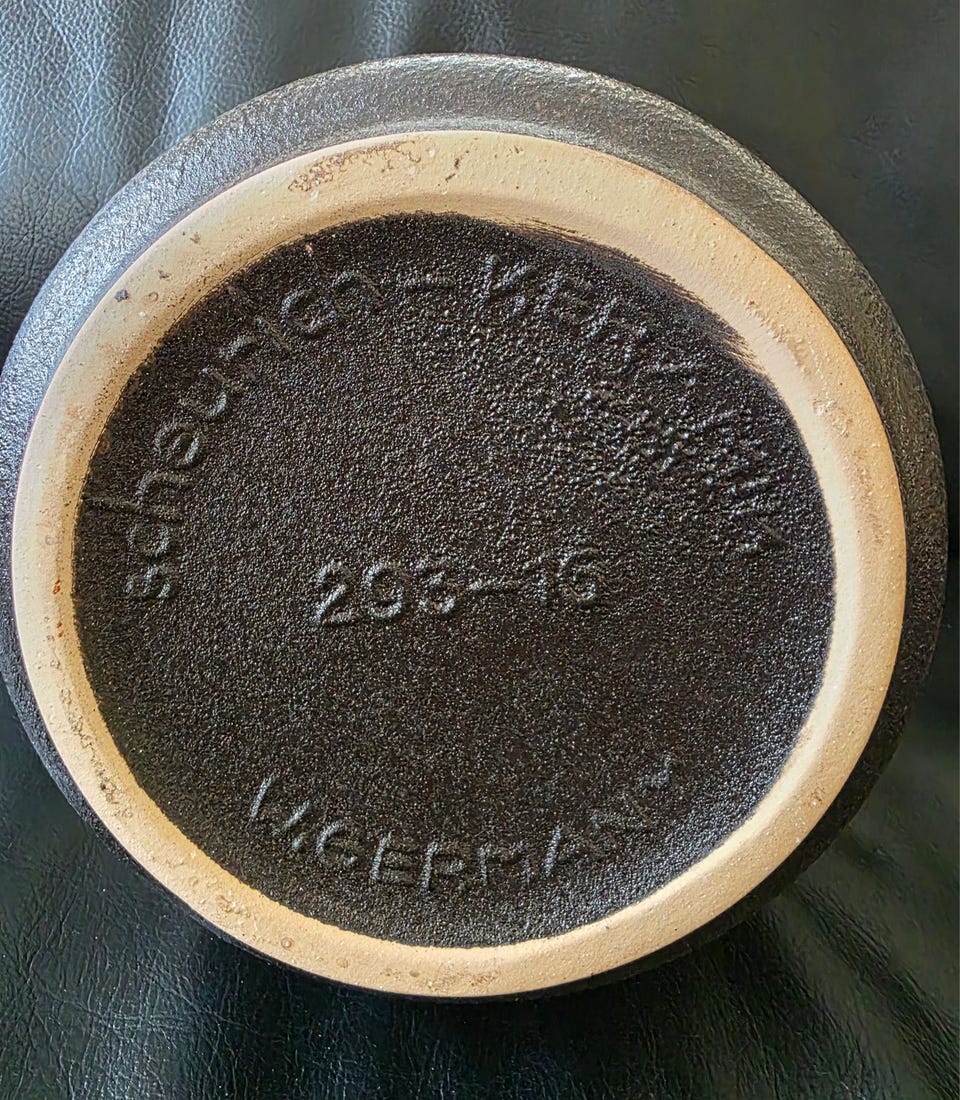 scheurich - KERAMIK
293-16
W.GERMANY